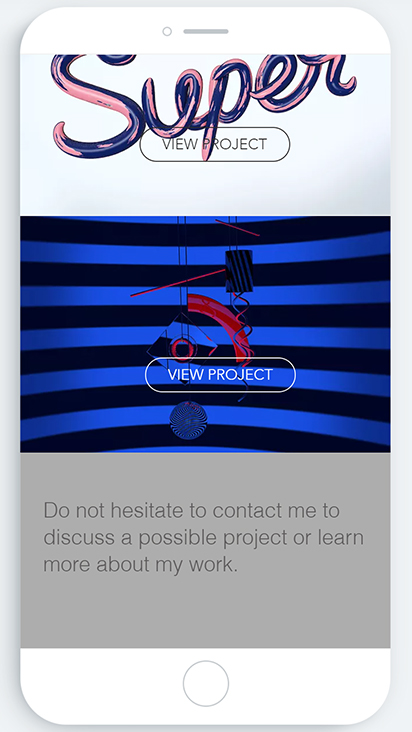 Super
VIEW PROJECT
VIEW PROJECT
Do not hesitate to contact me to
discuss a possible project or learn
more about my work.